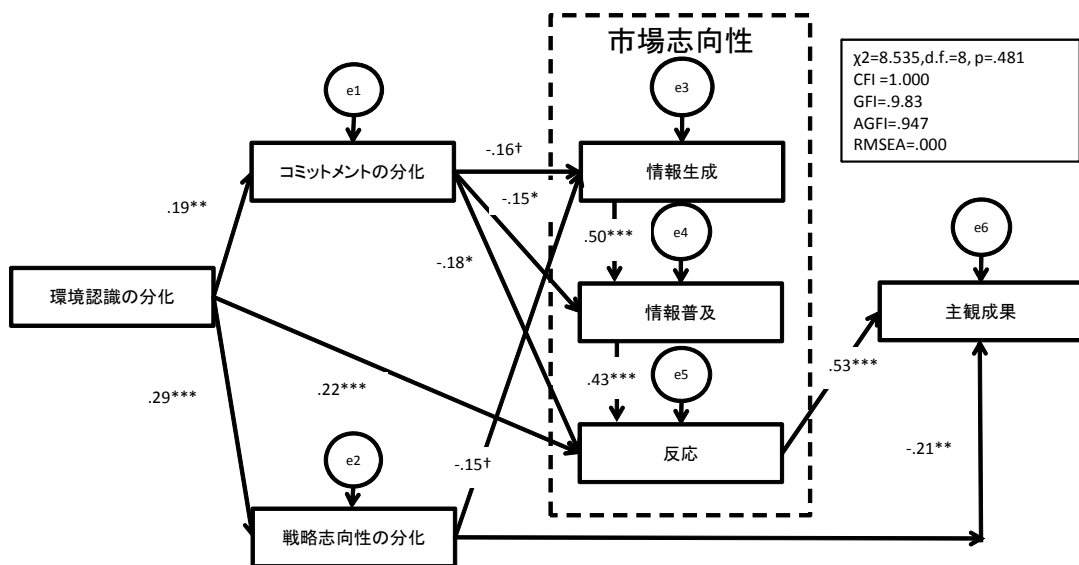 市場志向性
χ2=8.535,d.f.=8, p=.481
CFI =1.000
GFI=.9.83
AGFI=.947
RMSEA=.000
e1
e3
コミットメントの分化
-.16†
情報生成
-.15*
.19**
.50***
e4
e6
-.18*
環境認識の分化
情報普及
主観成果
.29***
.22***
.43***
e5
.53***
反応
-.15†
-.21**
e2
戦略志向性の分化